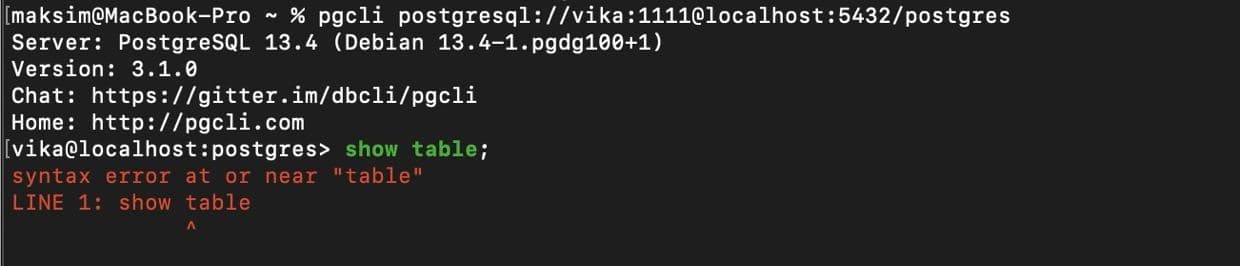 [maksim@MacBook-Pro ~ % pgcli postgresql://vika:1111@localhost:5432/postgres
Server: PostgreSQL 13.4 (Debian 13.4-1.pgdg100+1)
Version: 3.1.0
Chat: https://gitter.im/dbcli/pgcli
Home: http://pgcli.com
[vika@localhost:postgres> show table;
syntax error at or near "table"
LINE 1: show table
^